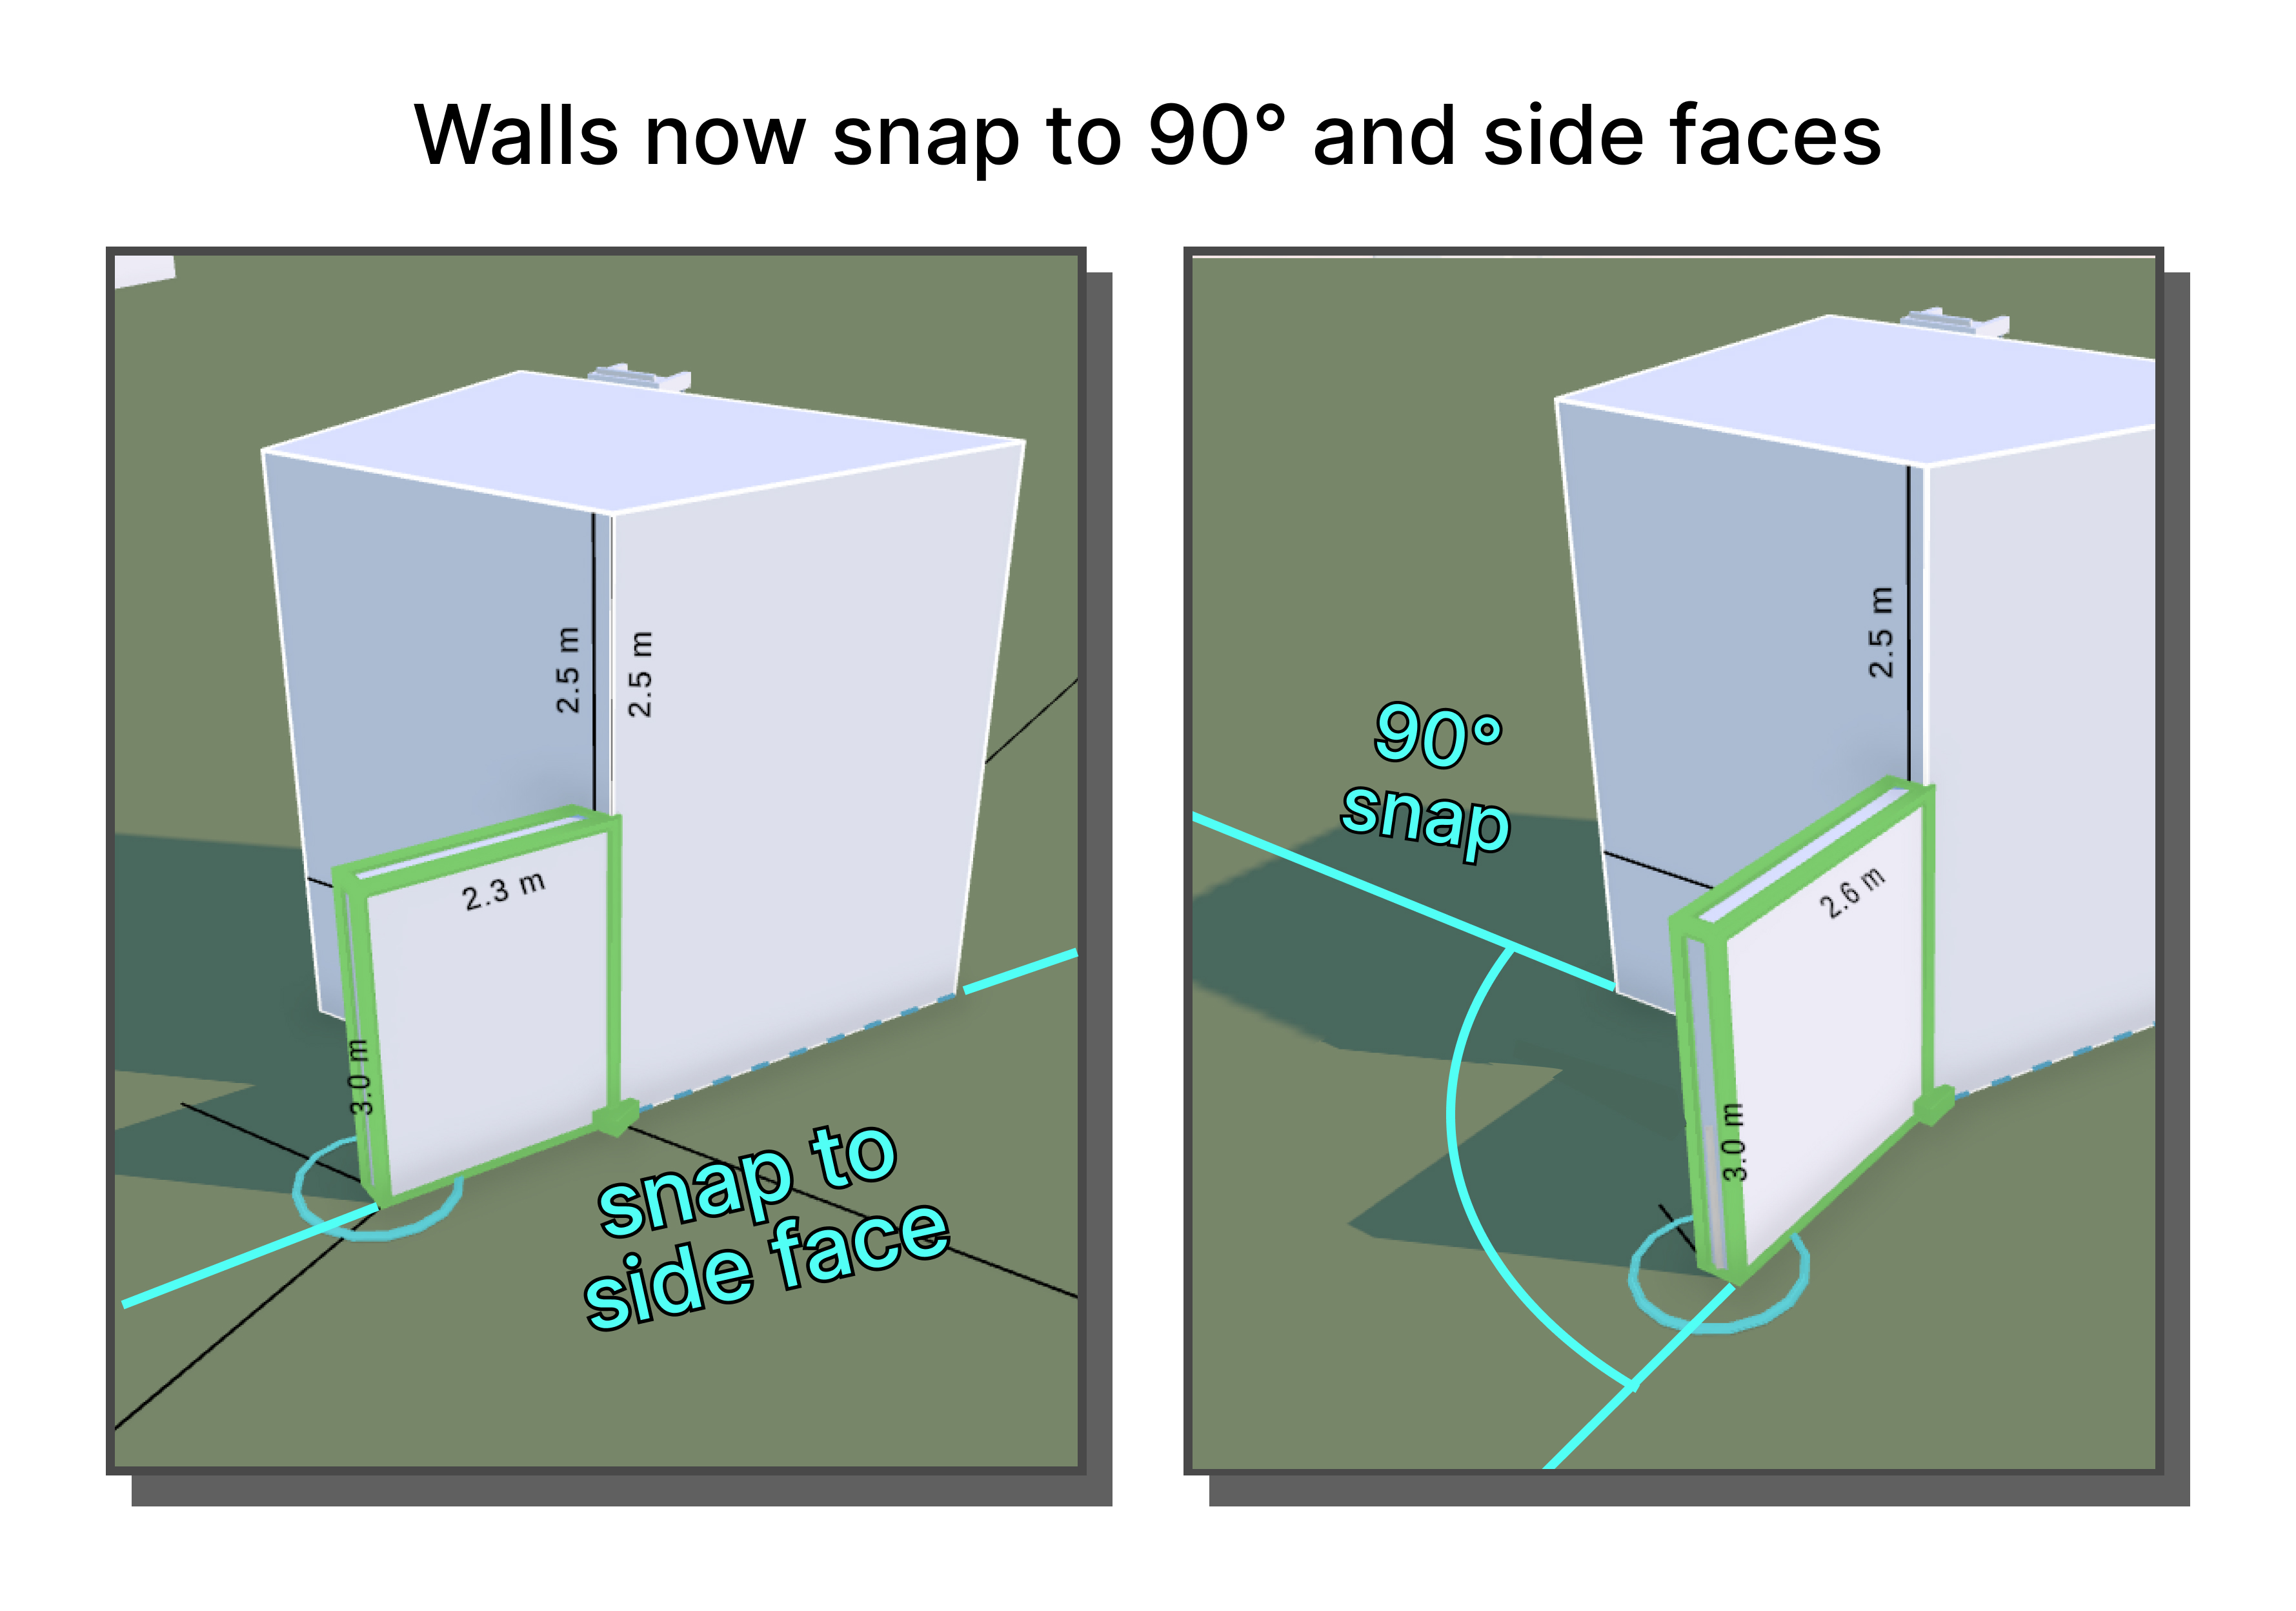 Walls now snap to 90° and side faces
2.5 m
2.5 m
2.3 m
3.0 m
snap to
side face
2.5 m
90°
snap
2.6 m
3.0 m